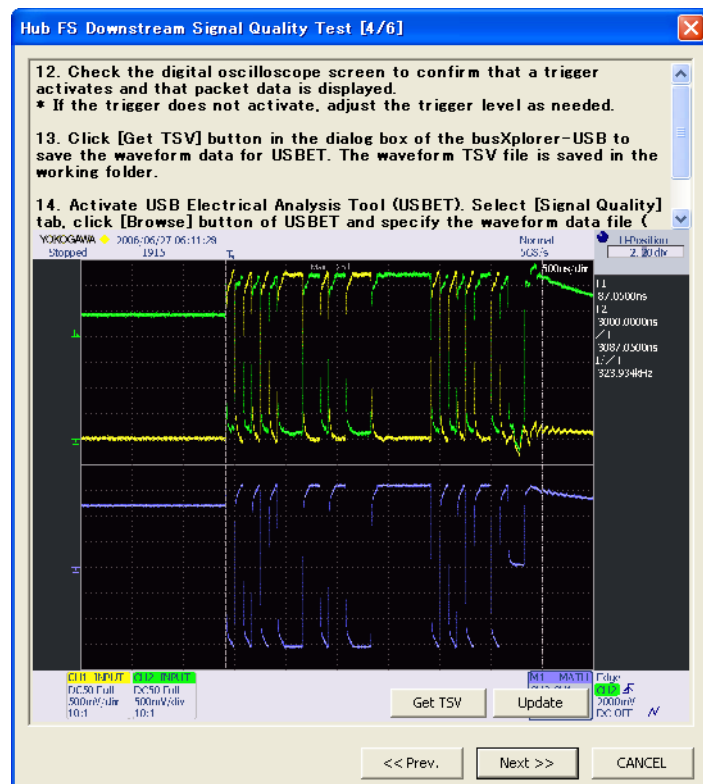 Hub FS Downstream Signal Quality Test [4/6]
12. Check the digital oscilloscope screen to confirm that a trigger
activates and that packet data is displayed.
* If the trigger does not activate, adjust the trigger level as needed.
13. Click [Get TSV] button in the dialog box of the busXplorer-USB to
save the waveform data for USBET. The waveform TSV file is saved in the
working folder.
14. Activate USB Electrical Analysis Tool (USBET). Select [Signal Quality]
tab, click [Browse] button of USBET and specify the waveform data file (
YOKOGAWA 2006/06/27 06:11:29
Stopped 1915
Normal
5GS/s
H-Position
2.20 div
500ns/div
87.0500ns
3000.0000ns
3087.0500ns
323.934kHz
CH1 INPUT
DC50 Full
500mV/div
10:1
CH2 INPUT
DC50 Full
500mV/div
10:1
M1 MATH
Edge
CH2
2000mV
DC OFF
Get TSV
Update
<< Prev.
Next >>
CANCEL